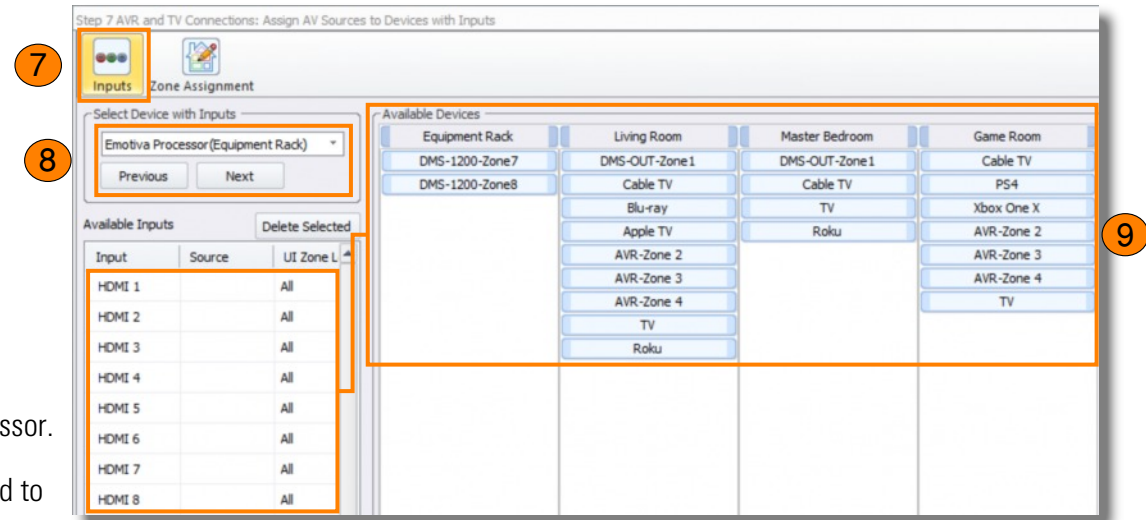 Step 7 AVR and TV Connections: Assign AV Sources to Devices with Inputs
7
Inputs
Zone Assignment
Select Device with Inputs
8
Emotiva Processor(Equipment Rack)
Previous
Next
Available Inputs
Delete Selected
Input Source UI Zone L
HDMI 1 All
HDMI 2 All
HDMI 3 All
HDMI 4 All
HDMI 5 All
HDMI 6 All
HDMI 7 All
HDMI 8 All
Available Devices
Equipment Rack Living Room Master Bedroom Game Room
DMS-1200-Zone7 DMS-OUT-Zone1 DMS-OUT-Zone1 Cable TV
DMS-1200-Zone8 Cable TV Cable TV PS4
Blu-ray TV Xbox One X
Apple TV Roku AVR-Zone 2
AVR-Zone 2 AVR-Zone 3
AVR-Zone 3 AVR-Zone 4
AVR-Zone 4 TV
TV
Roku
9
ssor.
d to